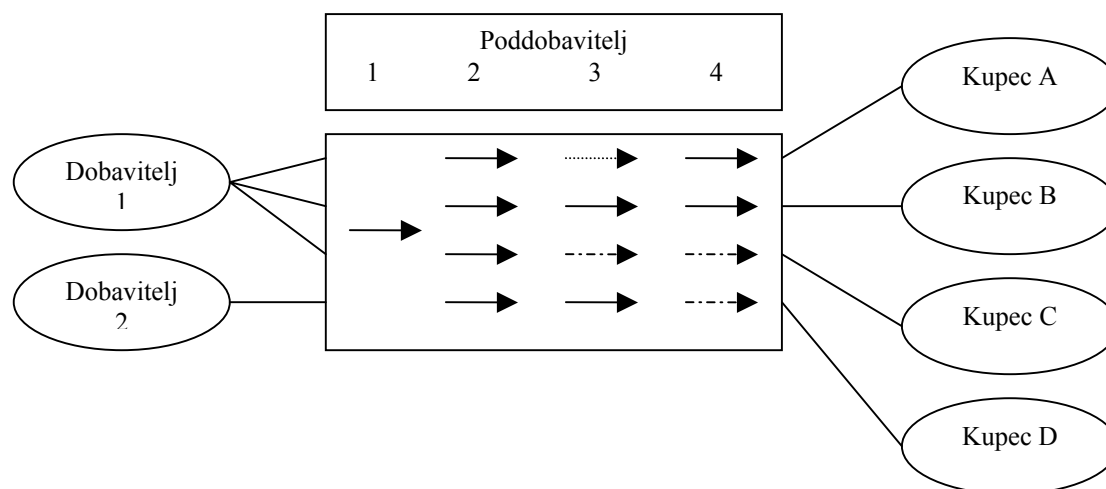 Poddobavitelj
1 2 3 4
Kupec A
Dobavitelj
1
Kupec B
Dobavitelj
2
Kupec C
Kupec D